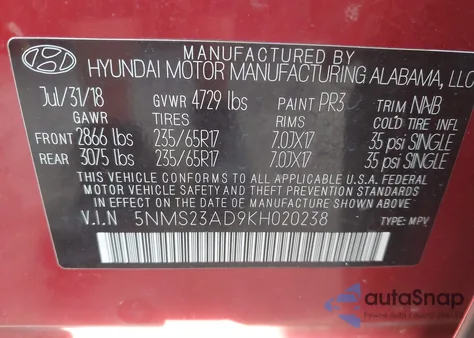 MANUFACTURED BY
HYUNDAI MOTOR MANUFACTURING ALABAMA, LLC
Jul/31/18 GVWR 4729 lbs PAINT PR3 TRIM NNB
GAWR TIRES RIMS COLD TIRE INFL
FRONT 2866 lbs 235/65R17 7.0JX17 35 psi SINGLE
REAR 3075 lbs 235/65R17 7.0JX17 35 psi SINGLE
THIS VEHICLE CONFORMS TO ALL APPLICABLE U.S.A. FEDERAL
MOTOR VEHICLE SAFETY AND THEFT PREVENTION STANDARDS
IN EFFECT ON THE DATE OF MANUFACTURE SHOWN ABOVE.
V.I.N 5NMS23AD9KH020238 TYPE: MPV
autoSnap